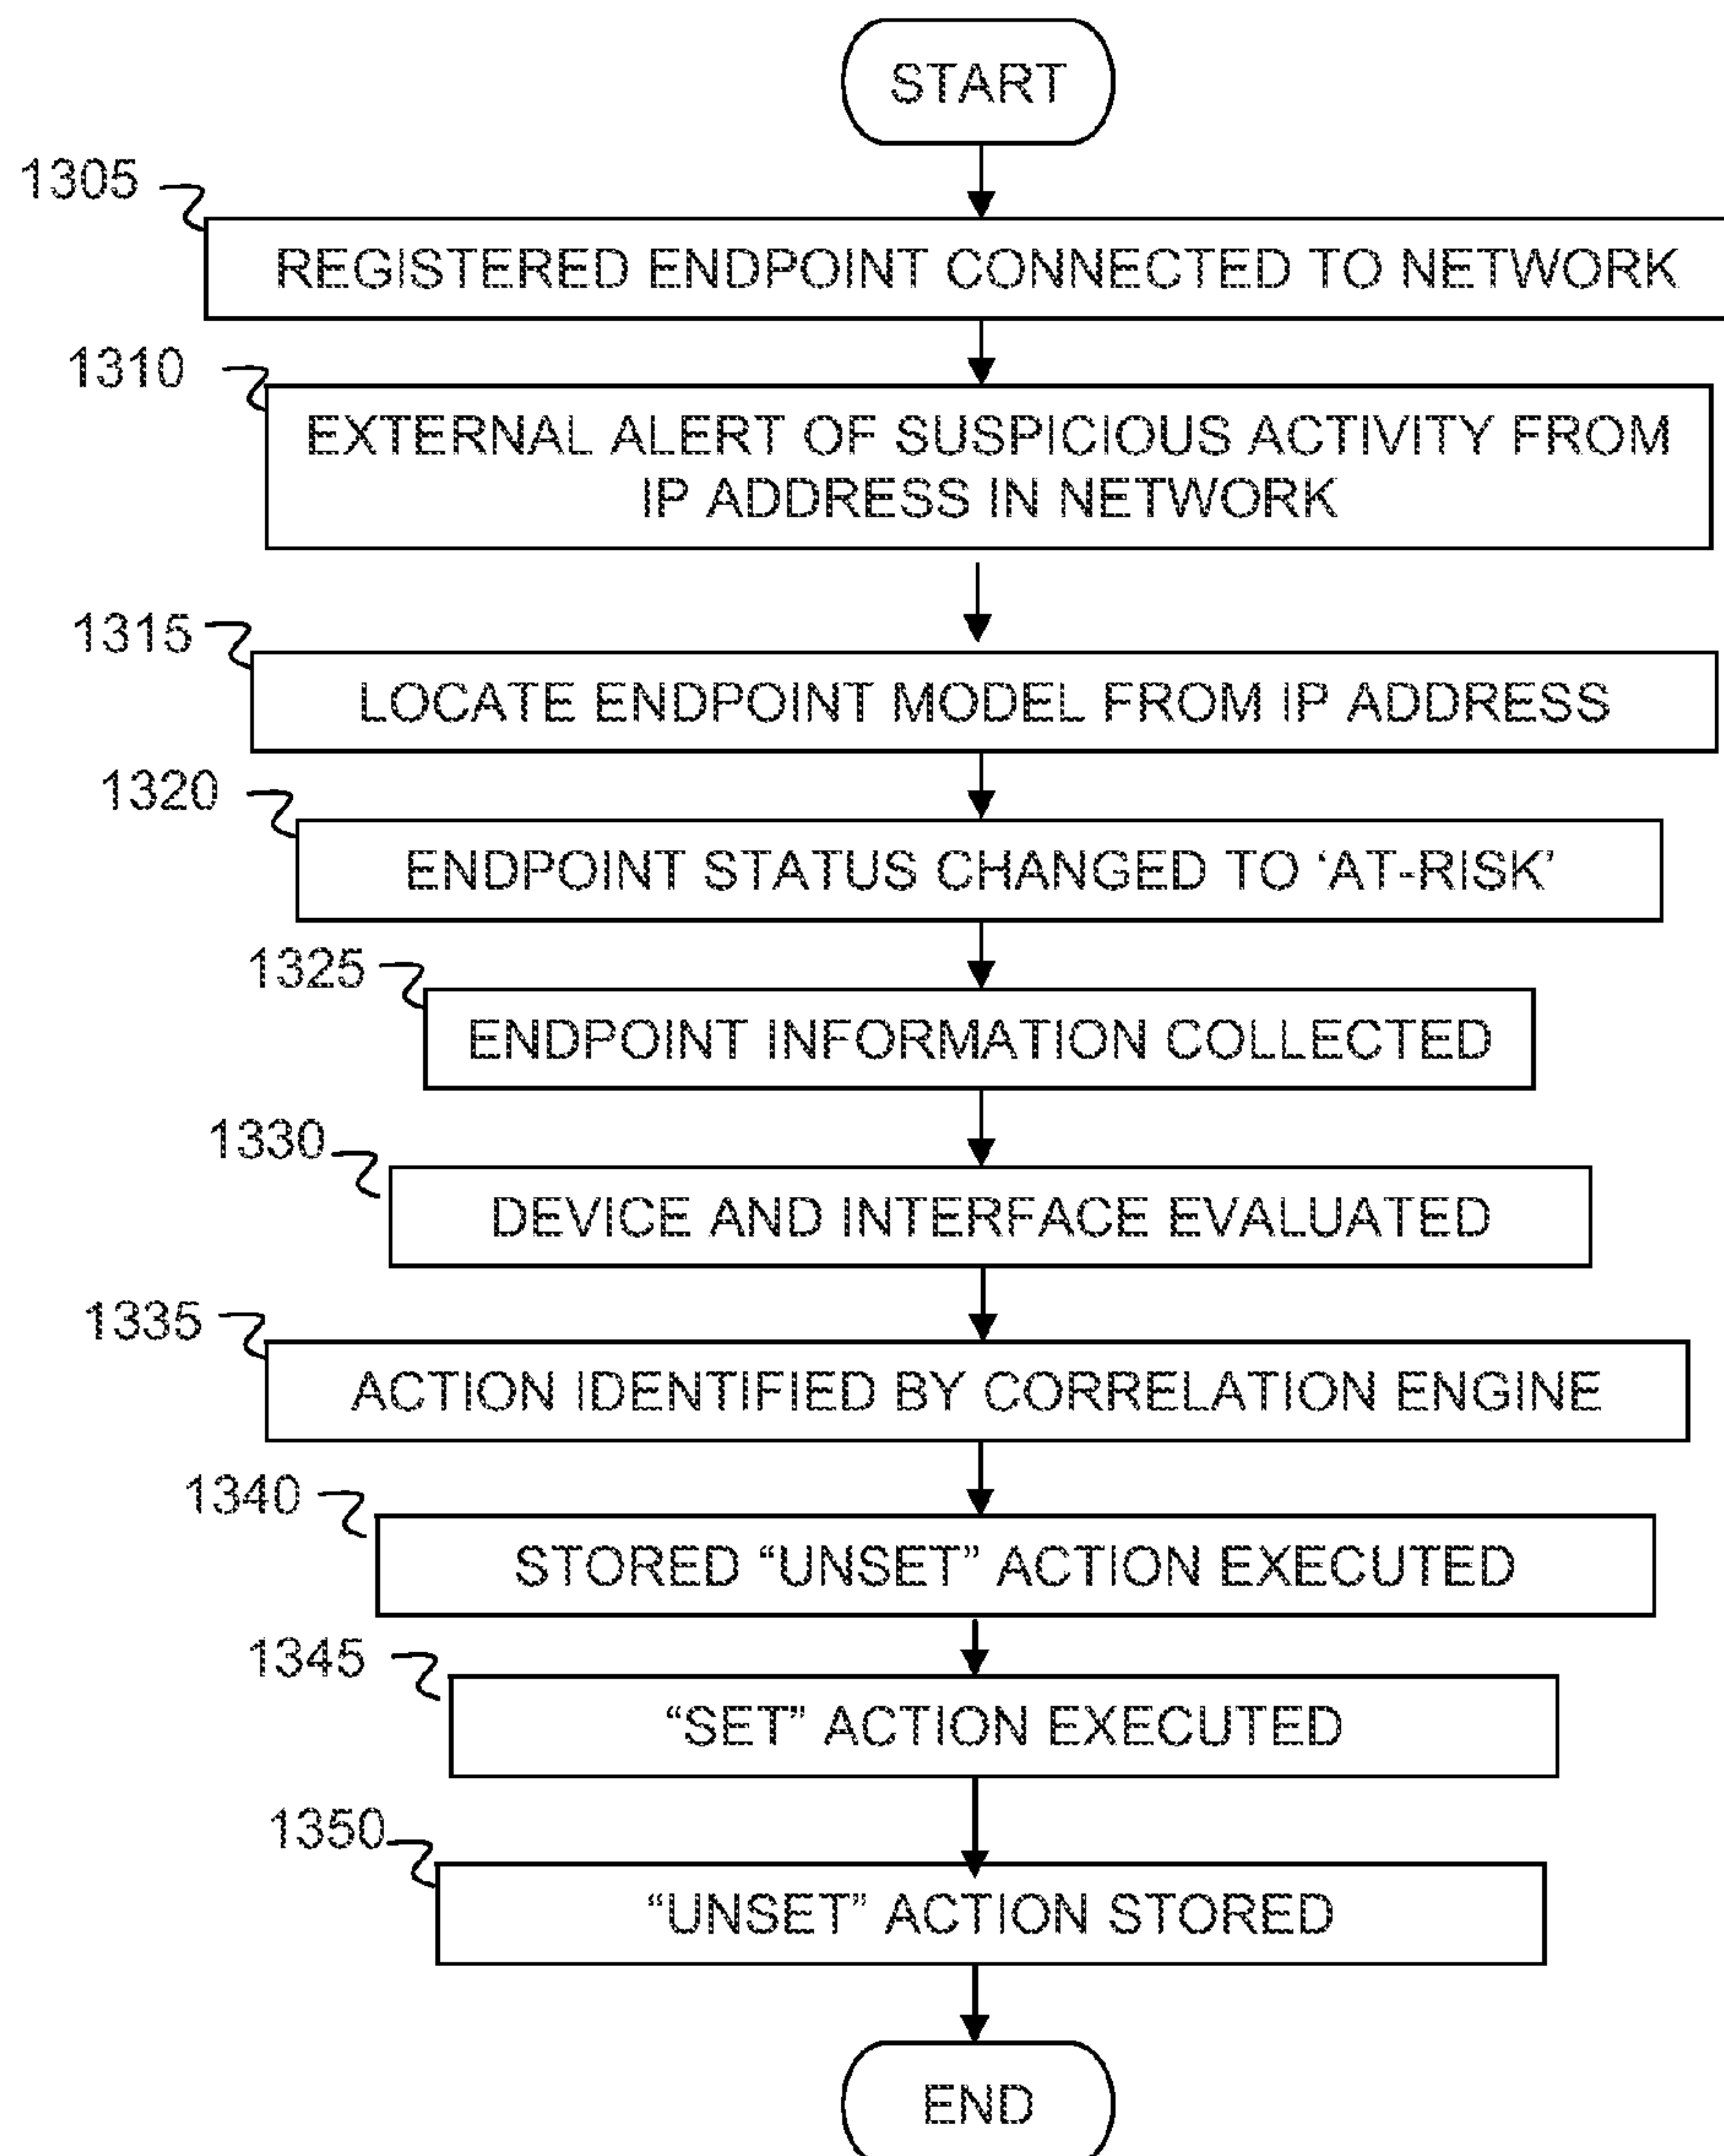 START
1305
REGISTERED ENDPOINT CONNECTED TO NETWORK
1310
EXTERNAL ALERT OF SUSPICIOUS ACTIVITY FROM
IP ADDRESS IN NETWORK
1315
LOCATE ENDPOINT MODEL FROM IP ADDRESS
1320
ENDPOINT STATUS CHANGED TO ‘AT-RISK’
1325
ENDPOINT INFORMATION COLLECTED
1330
DEVICE AND INTERFACE EVALUATED
1335
ACTION IDENTIFIED BY CORRELATION ENGINE
1340
STORED “UNSET” ACTION EXECUTED
1345
“SET” ACTION EXECUTED
1350
“UNSET” ACTION STORED
END